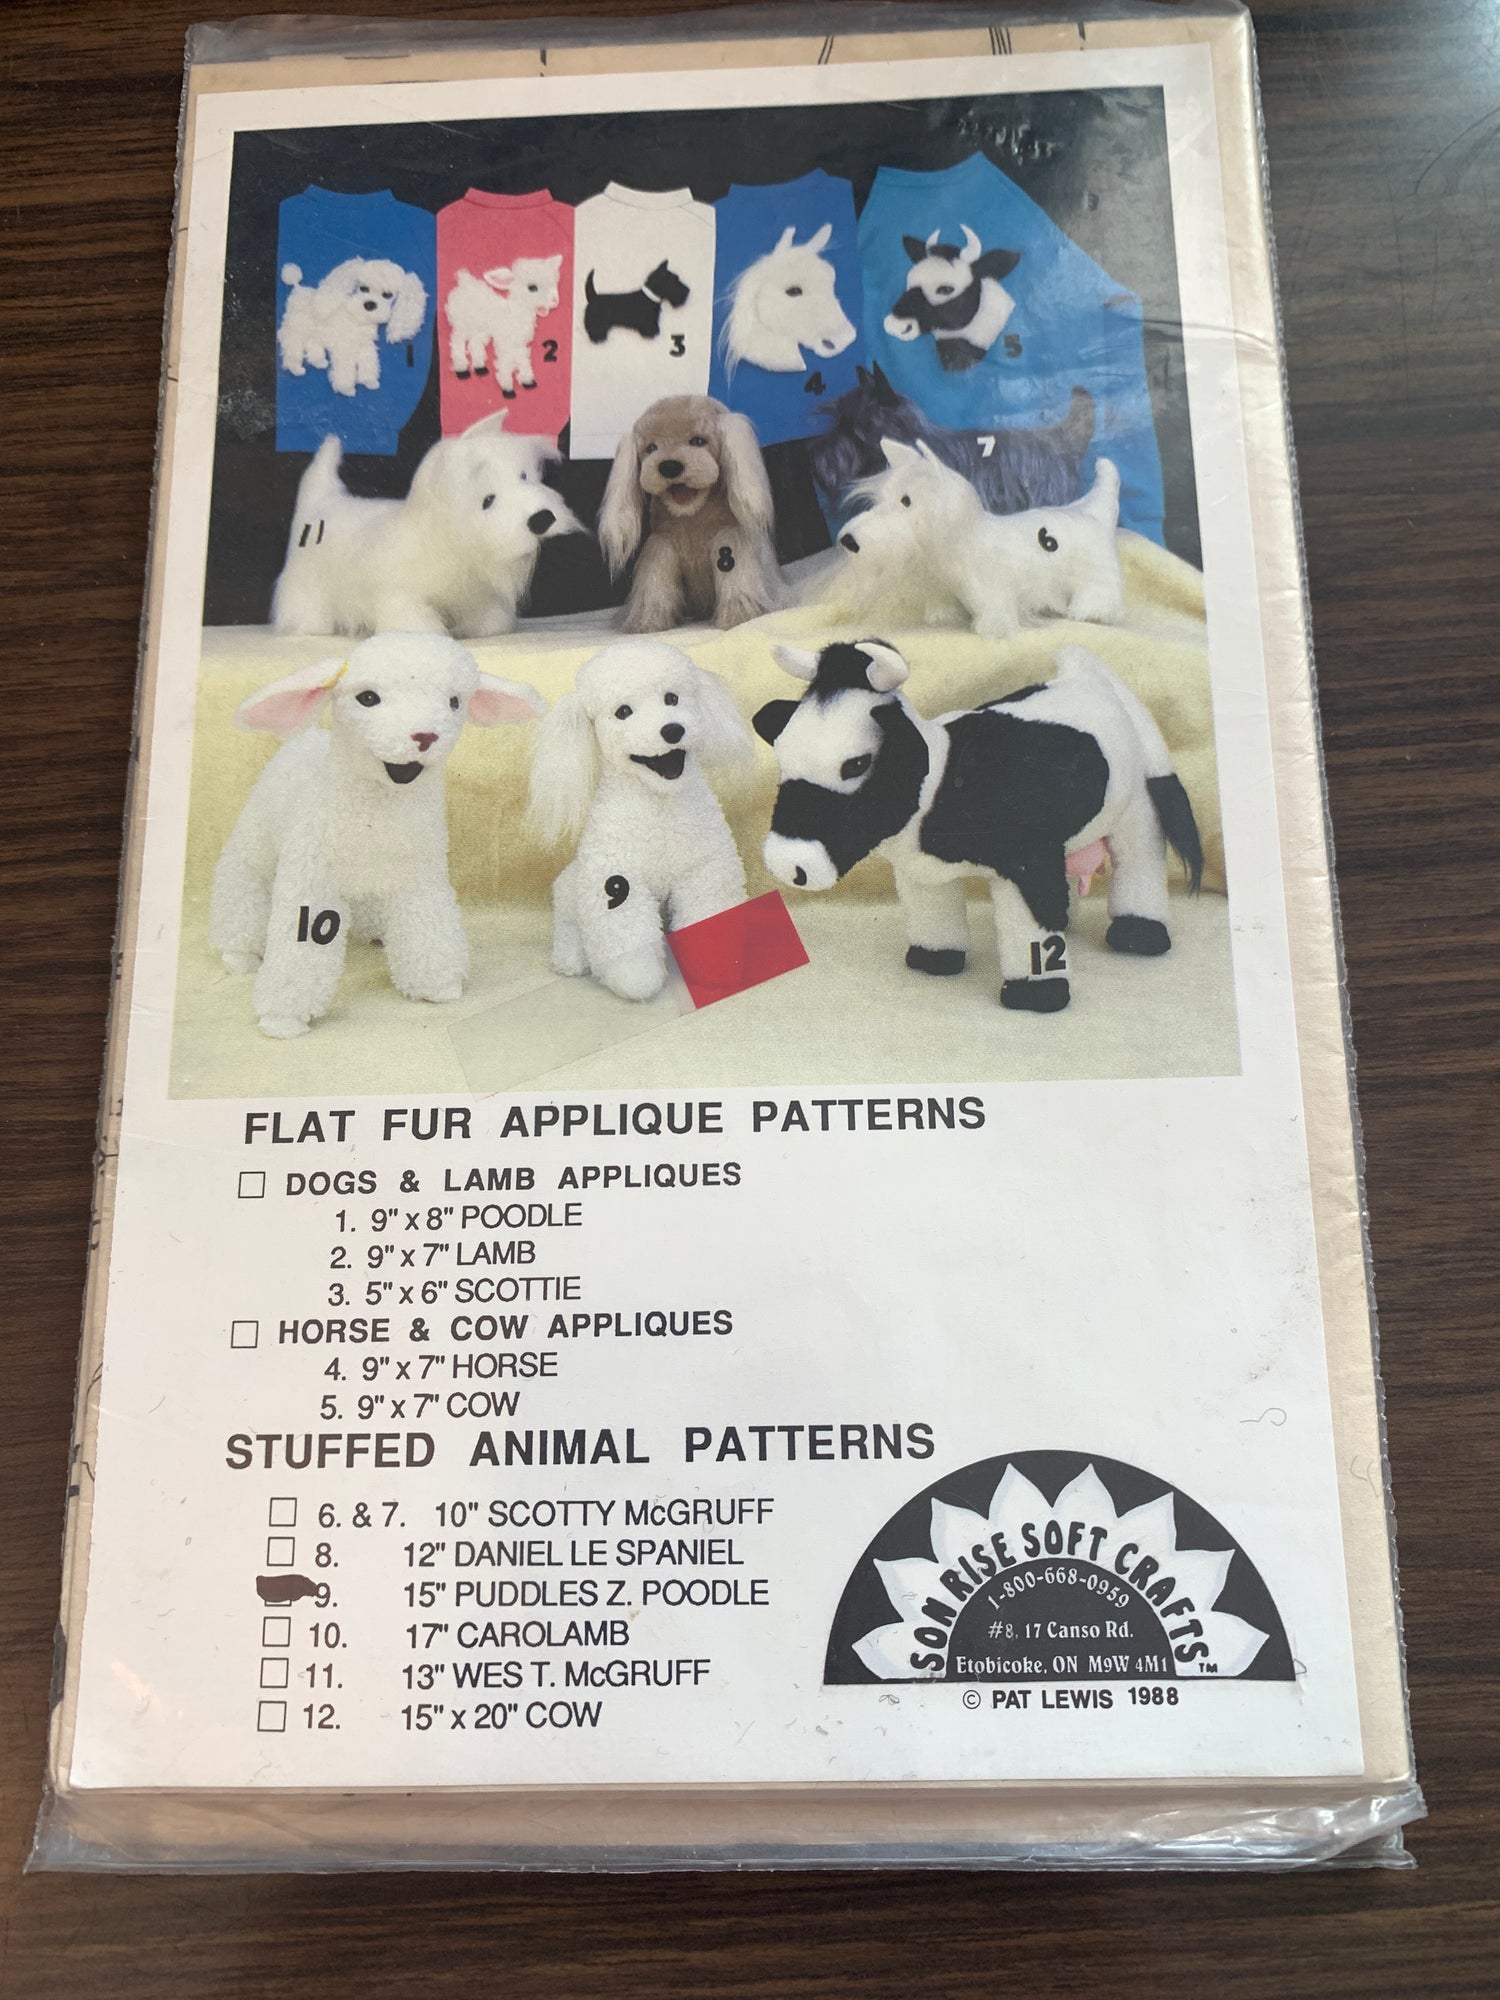 1
2
3
4
5
11
8
7
6
10
9
12
FLAT FUR APPLIQUE PATTERNS
DOGS & LAMB APPLIQUES
1. 9" x 8" POODLE
2. 9" x 7" LAMB
3. 5" x 6" SCOTTIE
HORSE & COW APPLIQUES
4. 9" x 7" HORSE
5. 9" x 7" COW
STUFFED ANIMAL PATTERNS
6. & 7. 10" SCOTTY McGRUFF
8. 12" DANIEL LE SPANIEL
9. 15" PUDDLES Z. POODLE
10. 17" CAROLAMB
11. 13" WES T. McGRUFF
12. 15" x 20" COW
SON RISE SOFT CRAFTS TM
1-800-668-0959
#8, 17 Canso Rd.
Etobicoke, ON M9W 4M1
© PAT LEWIS 1988